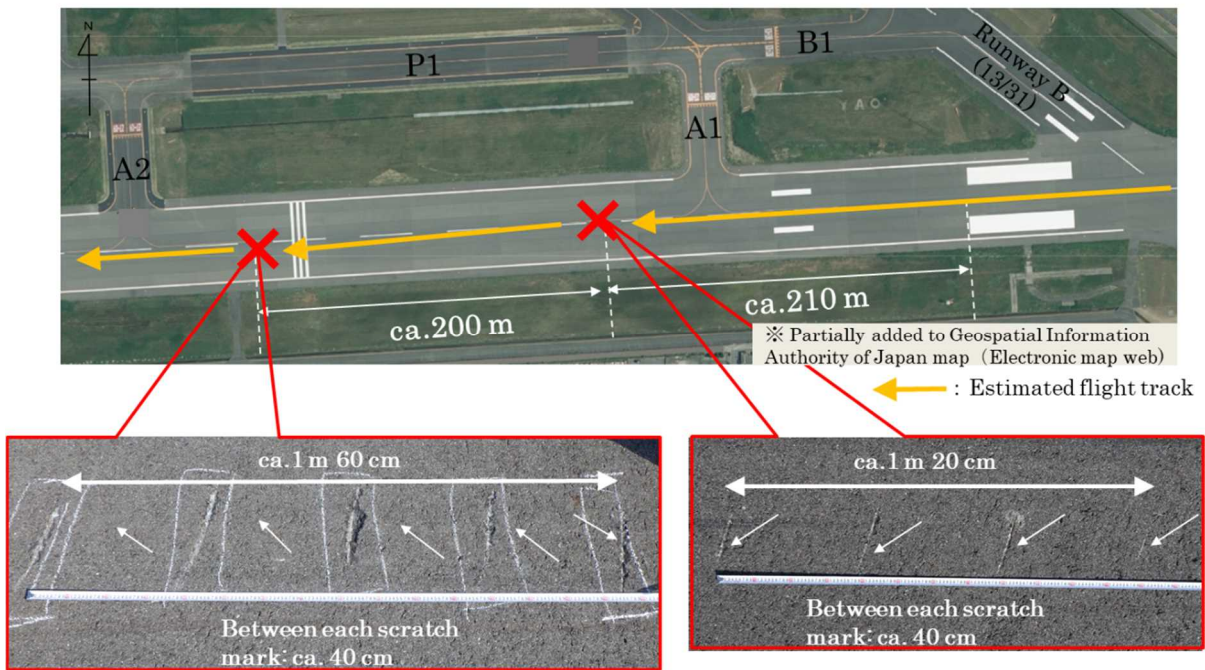 N
P1
B1
Runway B
(13/31)
YAO
A1
A2
ca.200 m
ca.210 m
※ Partially added to Geospatial Information
Authority of Japan map（Electronic map web)
: Estimated flight track
ca.1 m 60 cm
Between each scratch
mark: ca. 40 cm
ca.1 m 20 cm
Between each scratch
mark: ca. 40 cm